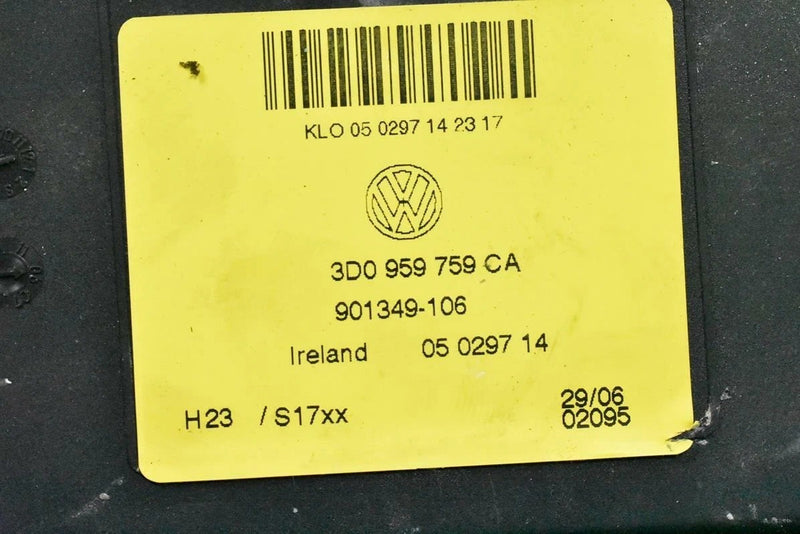 KLO 05 0297 14 23 17
3D0 959 759 CA
901349-106
Ireland 05 0297 14
H23 /S17xx
29/06
02095